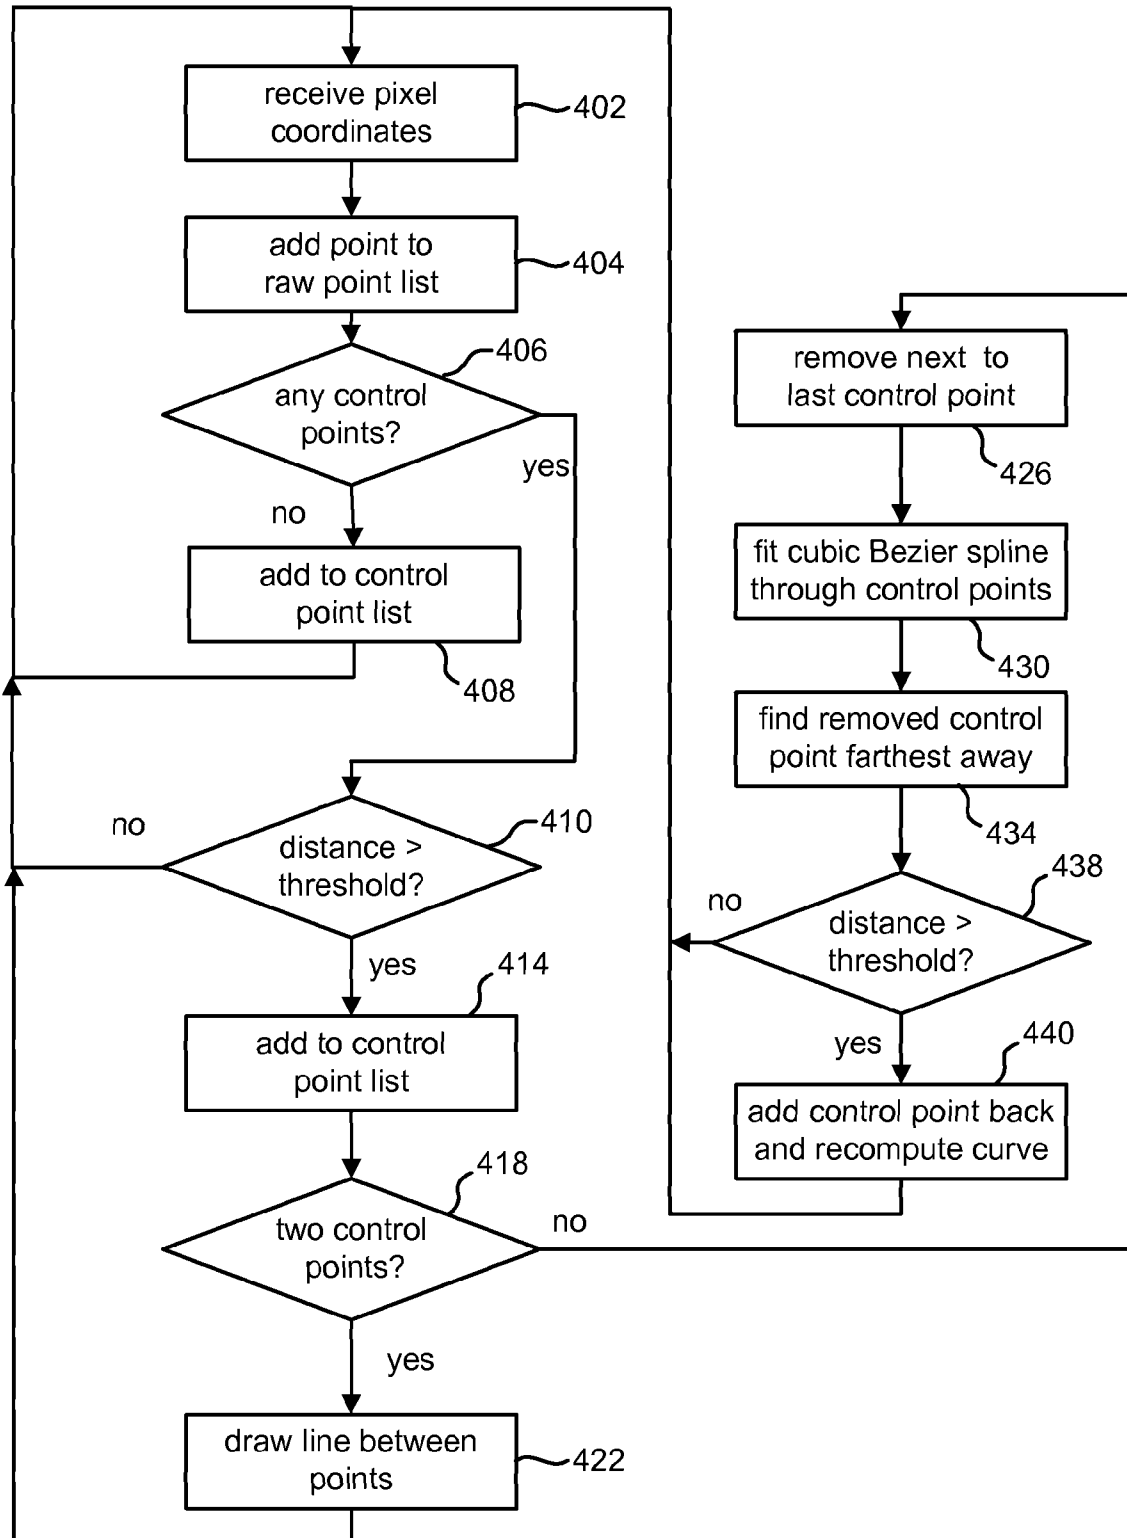 receive pixel
coordinates
402
add point to
raw point list
404
406
any control
points?
yes
no
add to control
point list
408
410
no
distance >
threshold?
yes
414
add to control
point list
418
two control
points?
no
yes
draw line between
points
422
remove next to
last control point
426
fit cubic Bezier spline
through control points
430
find removed control
point farthest away
434
438
no
distance >
threshold?
yes
440
add control point back
and recompute curve